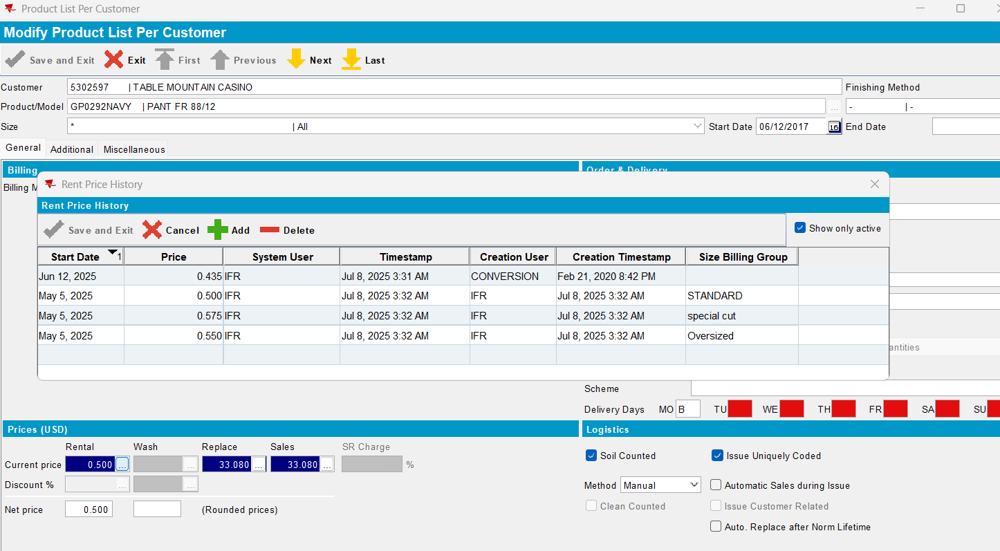 Product List Per Customer
Modify Product List Per Customer
Save and Exit Exit First Previous Next Last
Customer 5302597 | TABLE MOUNTAIN CASINO Finishing Method
Product/Model GP0292NAVY | PANT FR 88/12 ... - | -
Size * | All Start Date 06/12/2017 16 End Date
General Additional Miscellaneous
Billing Order & Delivery
Billing M
Rent Price History
Rent Price History
Save and Exit Cancel Add Delete Show only active
Start Date 1 Price System User Timestamp Creation User Creation Timestamp Size Billing Group
Jun 12, 2025 0.435 IFR Jul 8, 2025 3:31 AM CONVERSION Feb 21, 2020 8:42 PM
May 5, 2025 0.500 IFR Jul 8, 2025 3:32 AM IFR Jul 8, 2025 3:32 AM STANDARD
May 5, 2025 0.575 IFR Jul 8, 2025 3:32 AM IFR Jul 8, 2025 3:32 AM special cut
May 5, 2025 0.550 IFR Jul 8, 2025 3:32 AM IFR Jul 8, 2025 3:32 AM Oversized
antities
Scheme
Delivery Days MO B TU WE TH FR SA SU
Prices (USD) Logistics
Rental Wash Replace Sales SR Charge
Soil Counted Issue Uniquely Coded
Current price 0.500 ... ... 33.080 ... 33.080 ... %
Discount % ... ...
Method Manual Automatic Sales during Issue
Net price 0.500 (Rounded prices)
Clean Counted Issue Customer Related
Auto. Replace after Norm Lifetime